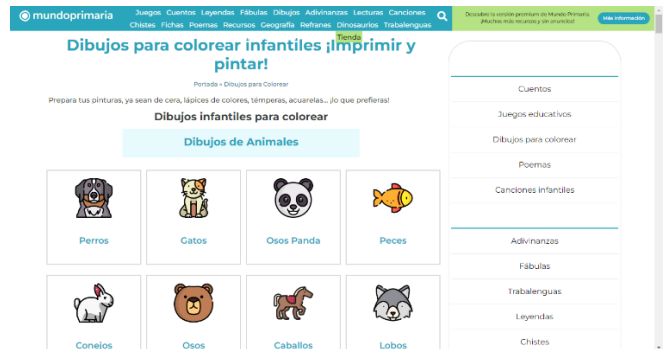 mundoprimaria
Juegos Cuentos Leyendas Fábulas Dibujos Adivinanzas Lecturas Canciones
Chistes Fichas Poemas Recursos Geografía Refranes Dinosaurios Trabalenguas
Tienda
Descubre la versión premium de Mundo Primaria.
¡Muchos más recursos y sin anuncios!
Más información
Dibujos para colorear infantiles ¡Imprimir y
pintar!
Portada » Dibujos para Colorear
Prepara tus pinturas, ya sean de cera, lápices de colores, témperas, acuarelas... ¡lo que prefieras!
Dibujos infantiles para colorear
Dibujos de Animales
Perros
Gatos
Osos Panda
Peces
Conejos
Osos
Caballos
Lobos
Cuentos
Juegos educativos
Dibujos para colorear
Poemas
Canciones infantiles
Adivinanzas
Fábulas
Trabalenguas
Leyendas
Chistes